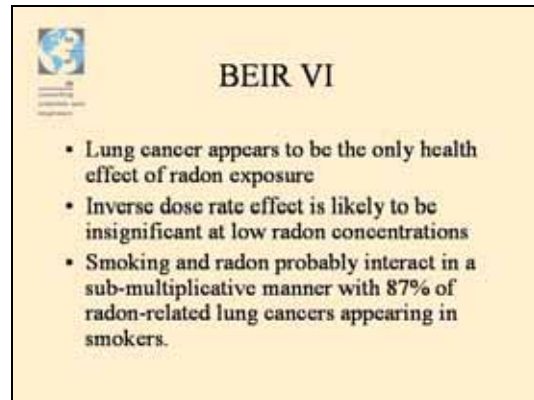 BEIR VI
• Lung cancer appears to be the only health
effect of radon exposure
• Inverse dose rate effect is likely to be
insignificant at low radon concentrations
• Smoking and radon probably interact in a
sub-multiplicative manner with 87% of
radon-related lung cancers appearing in
smokers.